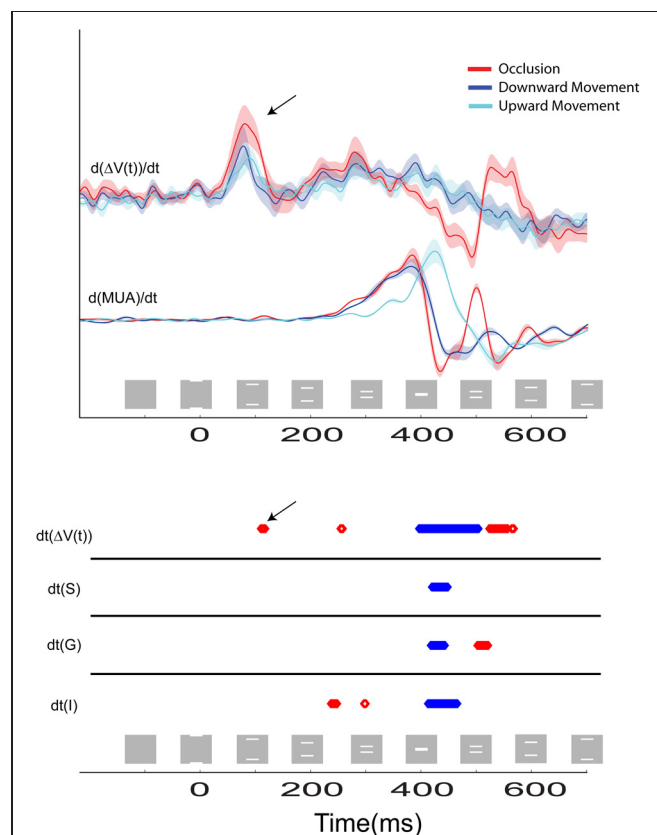 Occlusion
Downward Movement
Upward Movement
d(ΔV(t))/dt
d(MUA)/dt
0 200 400 600
dt(ΔV(t))
dt(S)
dt(G)
dt(I)
0 200 400 600
Time(ms)